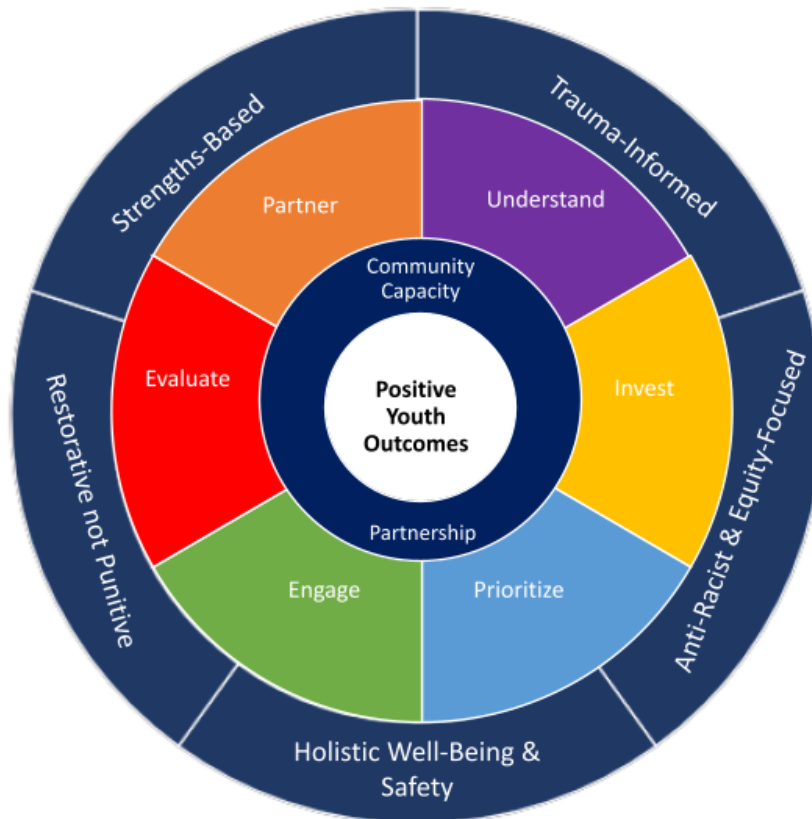 Strengths-Based
Trauma-Informed
Partner
Understand
Community
Capacity
Evaluate
Invest
Positive
Youth
Outcomes
Restorative not Punitive
Anti-Racist & Equity-Focused
Partnership
Engage
Prioritize
Holistic Well-Being &
Safety